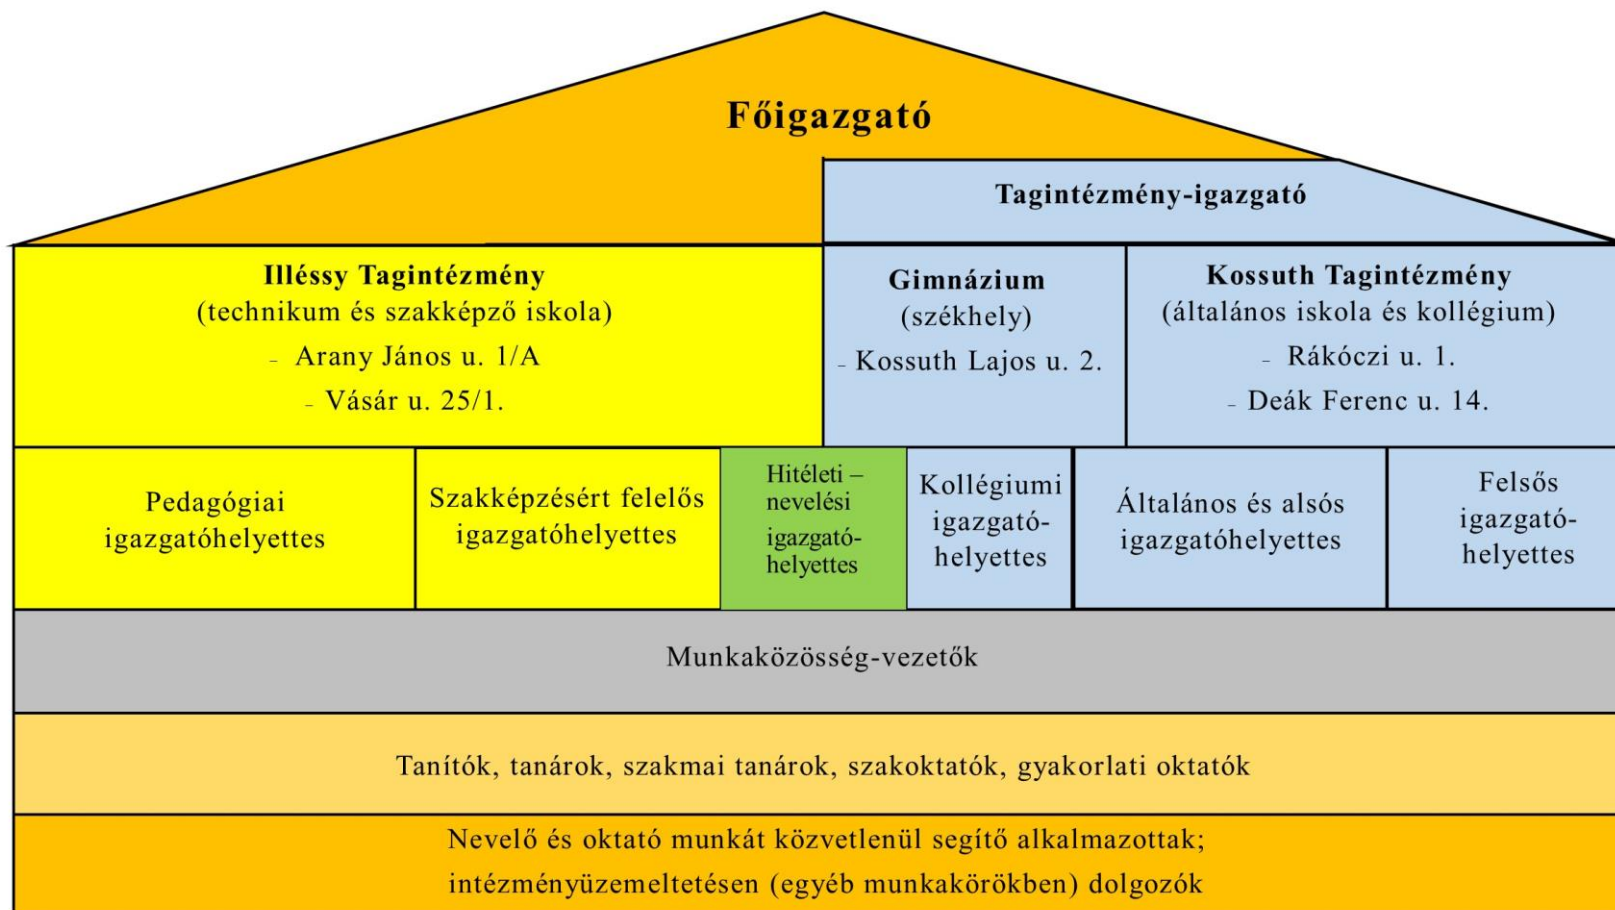 Főigazgató
Tagintézmény-igazgató
Illéssy Tagintézmény
(technikum és szakképző iskola)
- Arany János u. 1/A
- Vásár u. 25/1.
Gimnázium
(székhely)
- Kossuth Lajos u. 2.
Kossuth Tagintézmény
(általános iskola és kollégium)
- Rákóczi u. 1.
- Deák Ferenc u. 14.
Pedagógiai
igazgatóhelyettes
Szakképzésért felelős
igazgatóhelyettes
Hitéleti –
nevelési
igazgató-
helyettes
Kollégiumi
igazgató-
helyettes
Általános és alsós
igazgatóhelyettes
Felsős
igazgató-
helyettes
Munkaközösség-vezetők
Tanítók, tanárok, szakmai tanárok, szakoktatók, gyakorlati oktatók
Nevelő és oktató munkát közvetlenül segítő alkalmazottak;
intézményüzemeltetésen (egyéb munkakörökben) dolgozók